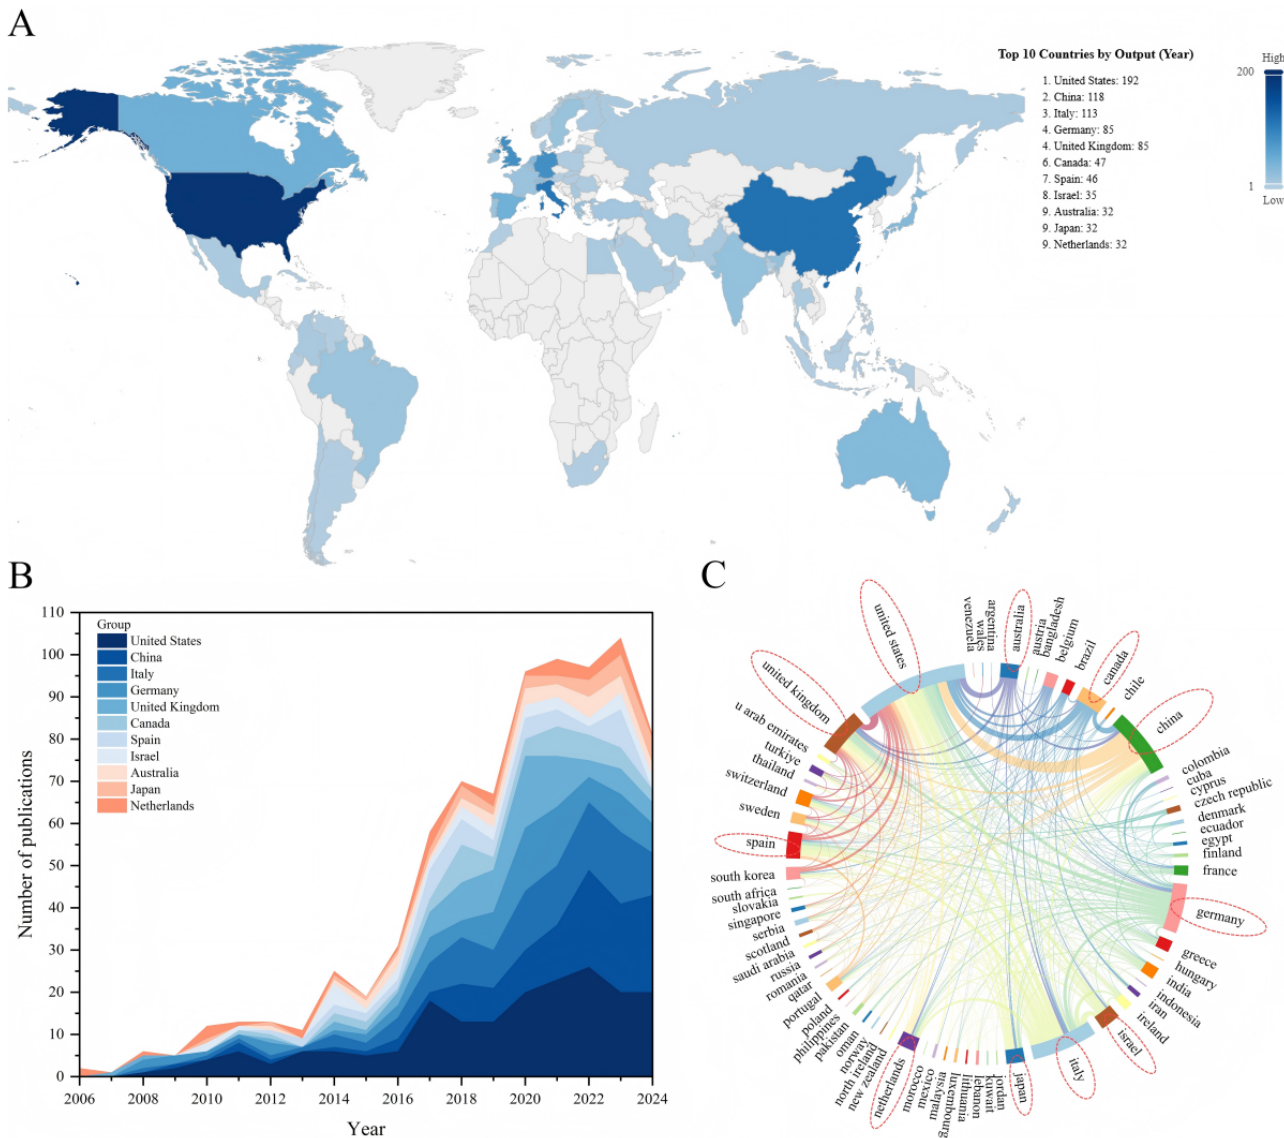 A
Top 10 Countries by Output (Year)
1. United States: 192
2. China: 118
3. Italy: 113
4. Germany: 85
4. United Kingdom: 85
6. Canada: 47
7. Spain: 46
8. Israel: 35
9. Australia: 32
9. Japan: 32
9. Netherlands: 32
High
200
1
Low
B
Number of publications
110
100
90
80
70
60
50
40
30
20
10
0
Group
United States
China
Italy
Germany
United Kingdom
Canada
Spain
Israel
Australia
Japan
Netherlands
2006
2008
2010
2012
2014
2016
2018
2020
2022
2024
Year
C
argentina
australia
austria
bangladesh
belgium
brazil
canada
chile
china
colombia
cuba
cyprus
czech republic
denmark
ecuador
egypt
finland
france
germany
greece
hungary
india
indonesia
iran
ireland
israel
italy
japan
jordan
kuwait
lebanon
lithuania
luxembourg
malaysia
mexico
morocco
netherlands
new zealand
north ireland
norway
oman
pakistan
philippines
poland
portugal
qatar
romania
russia
saudi arabia
scotland
serbia
singapore
slovakia
south africa
south korea
spain
sweden
switzerland
thailand
turkiye
u arab emirates
united kingdom
united states
venezuela
wales